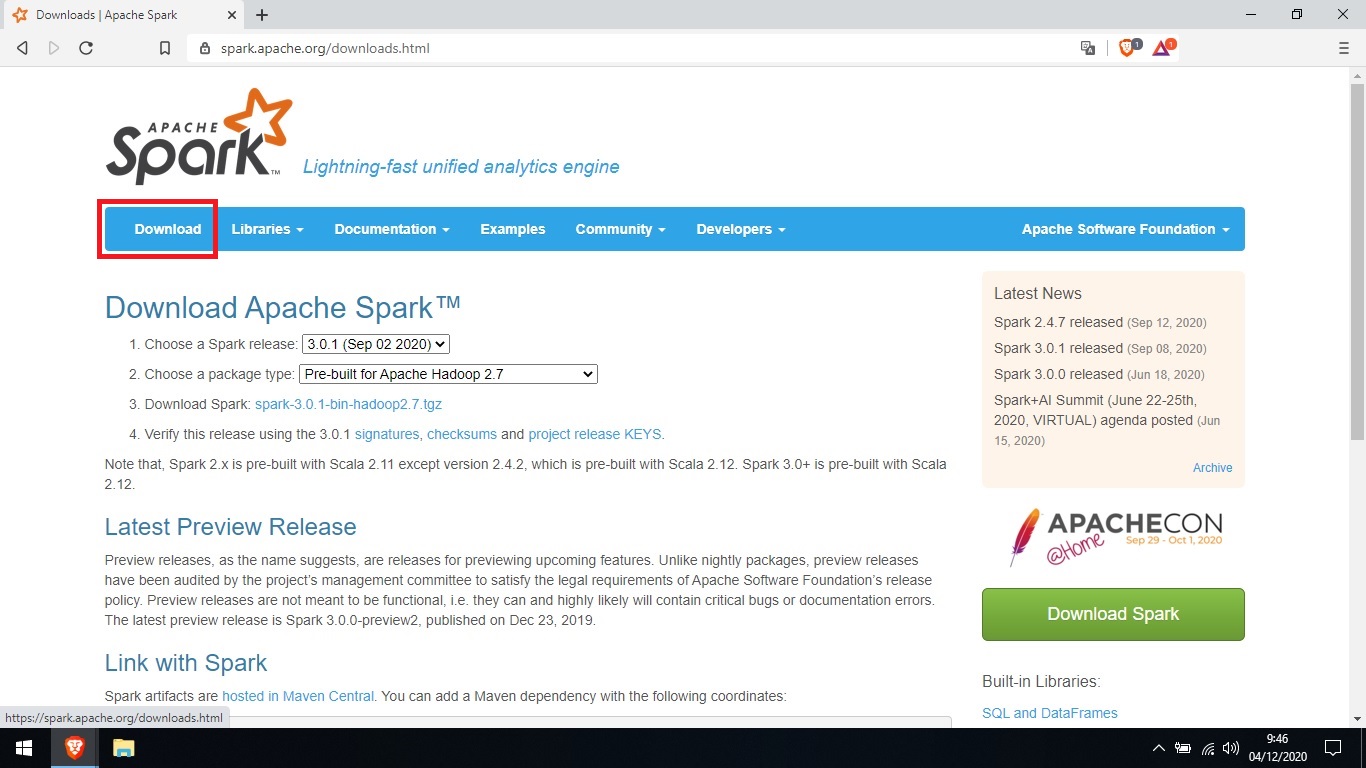 Downloads | Apache Spark
spark.apache.org/downloads.html
1
1
APACHE
Spark™
Lightning-fast unified analytics engine
Download Libraries Documentation Examples Community Developers Apache Software Foundation
Download Apache Spark™
1. Choose a Spark release: 3.0.1 (Sep 02 2020)
2. Choose a package type: Pre-built for Apache Hadoop 2.7
3. Download Spark: spark-3.0.1-bin-hadoop2.7.tgz
4. Verify this release using the 3.0.1 signatures, checksums and project release KEYS.
Note that, Spark 2.x is pre-built with Scala 2.11 except version 2.4.2, which is pre-built with Scala 2.12. Spark 3.0+ is pre-built with Scala
2.12.
Latest Preview Release
Preview releases, as the name suggests, are releases for previewing upcoming features. Unlike nightly packages, preview releases
have been audited by the project's management committee to satisfy the legal requirements of Apache Software Foundation's release
policy. Preview releases are not meant to be functional, i.e. they can and highly likely will contain critical bugs or documentation errors.
The latest preview release is Spark 3.0.0-preview2, published on Dec 23, 2019.
Link with Spark
Spark artifacts are hosted in Maven Central. You can add a Maven dependency with the following coordinates:
Latest News
Spark 2.4.7 released (Sep 12, 2020)
Spark 3.0.1 released (Sep 08, 2020)
Spark 3.0.0 released (Jun 18, 2020)
Spark+AI Summit (June 22-25th,
2020, VIRTUAL) agenda posted (Jun
15, 2020)
Archive
APACHECON
@Home Sep 29 - Oct 1, 2020
Download Spark
Built-in Libraries:
SQL and DataFrames
https://spark.apache.org/downloads.html
9:46
04/12/2020